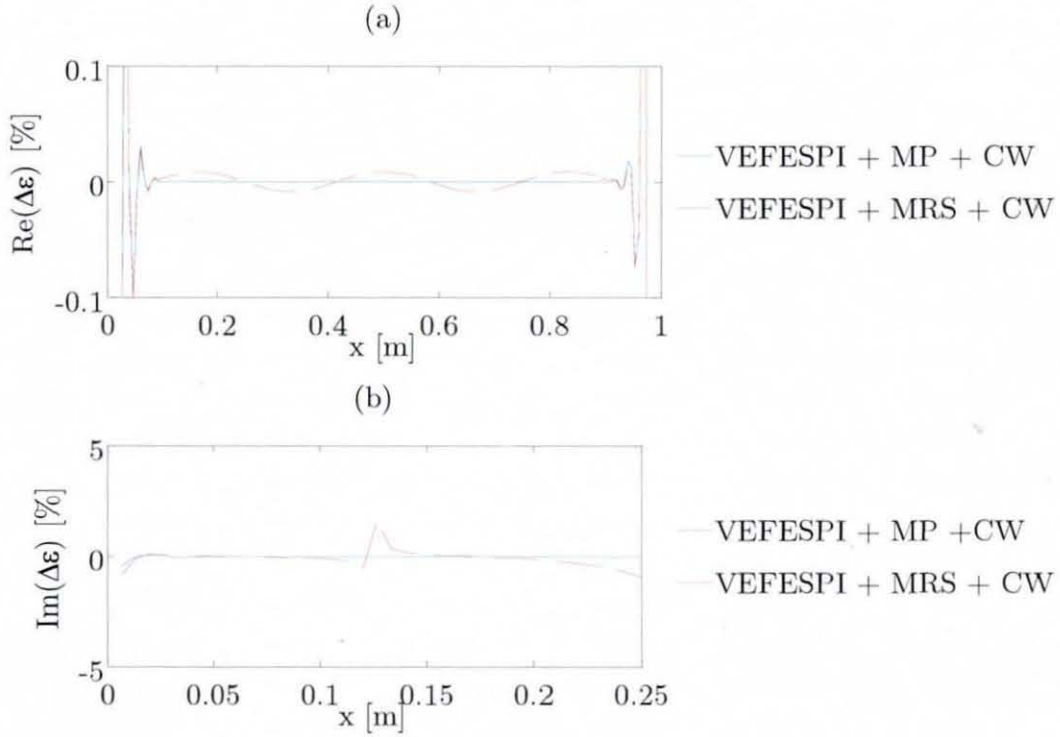 (a)
Re(Δε) [%]
0.1
0
-0.1
0
0.2
0.4
0.6
0.8
1
x [m]
VEFESPI + MP + CW
VEFESPI + MRS + CW
(b)
Im(Δε) [%]
5
0
-5
0
0.05
0.1
0.15
0.2
0.25
x [m]
VEFESPI + MP +CW
VEFESPI + MRS + CW